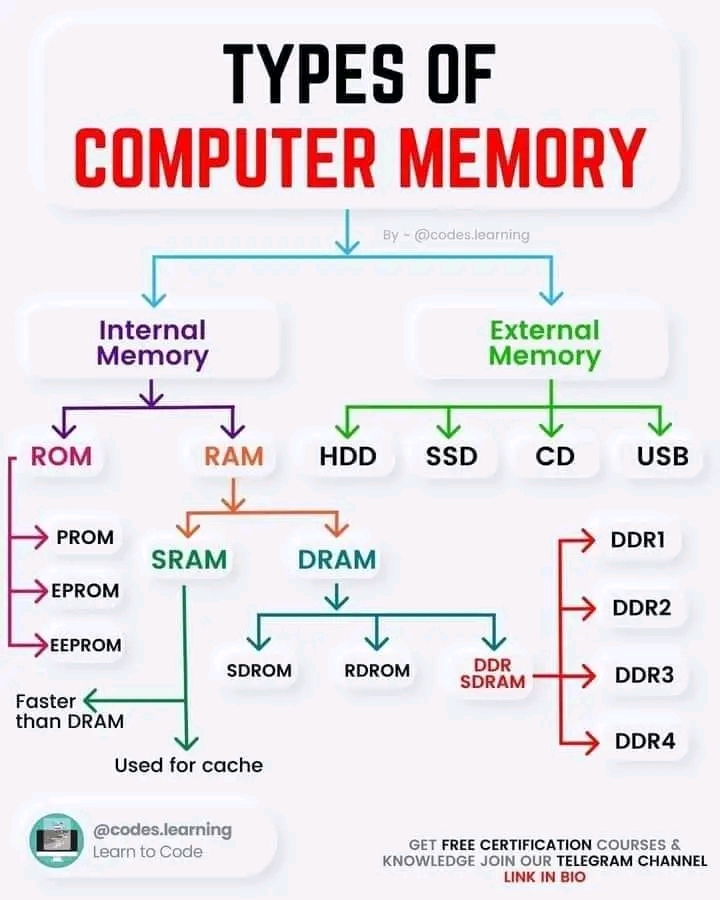 TYPES OF
COMPUTER MEMORY
By ~ @codes.learning
Internal
Memory
External
Memory
ROM
RAM
HDD
SSD
CD
USB
PROM
EPROM
EEPROM
SRAM
DRAM
DDR1
DDR2
DDR3
DDR4
SDROM
RDROM
DDR
SDRAM
Faster
than DRAM
Used for cache
@codes.learning
Learn to Code
GET FREE CERTIFICATION COURSES &
KNOWLEDGE JOIN OUR TELEGRAM CHANNEL
LINK IN BIO